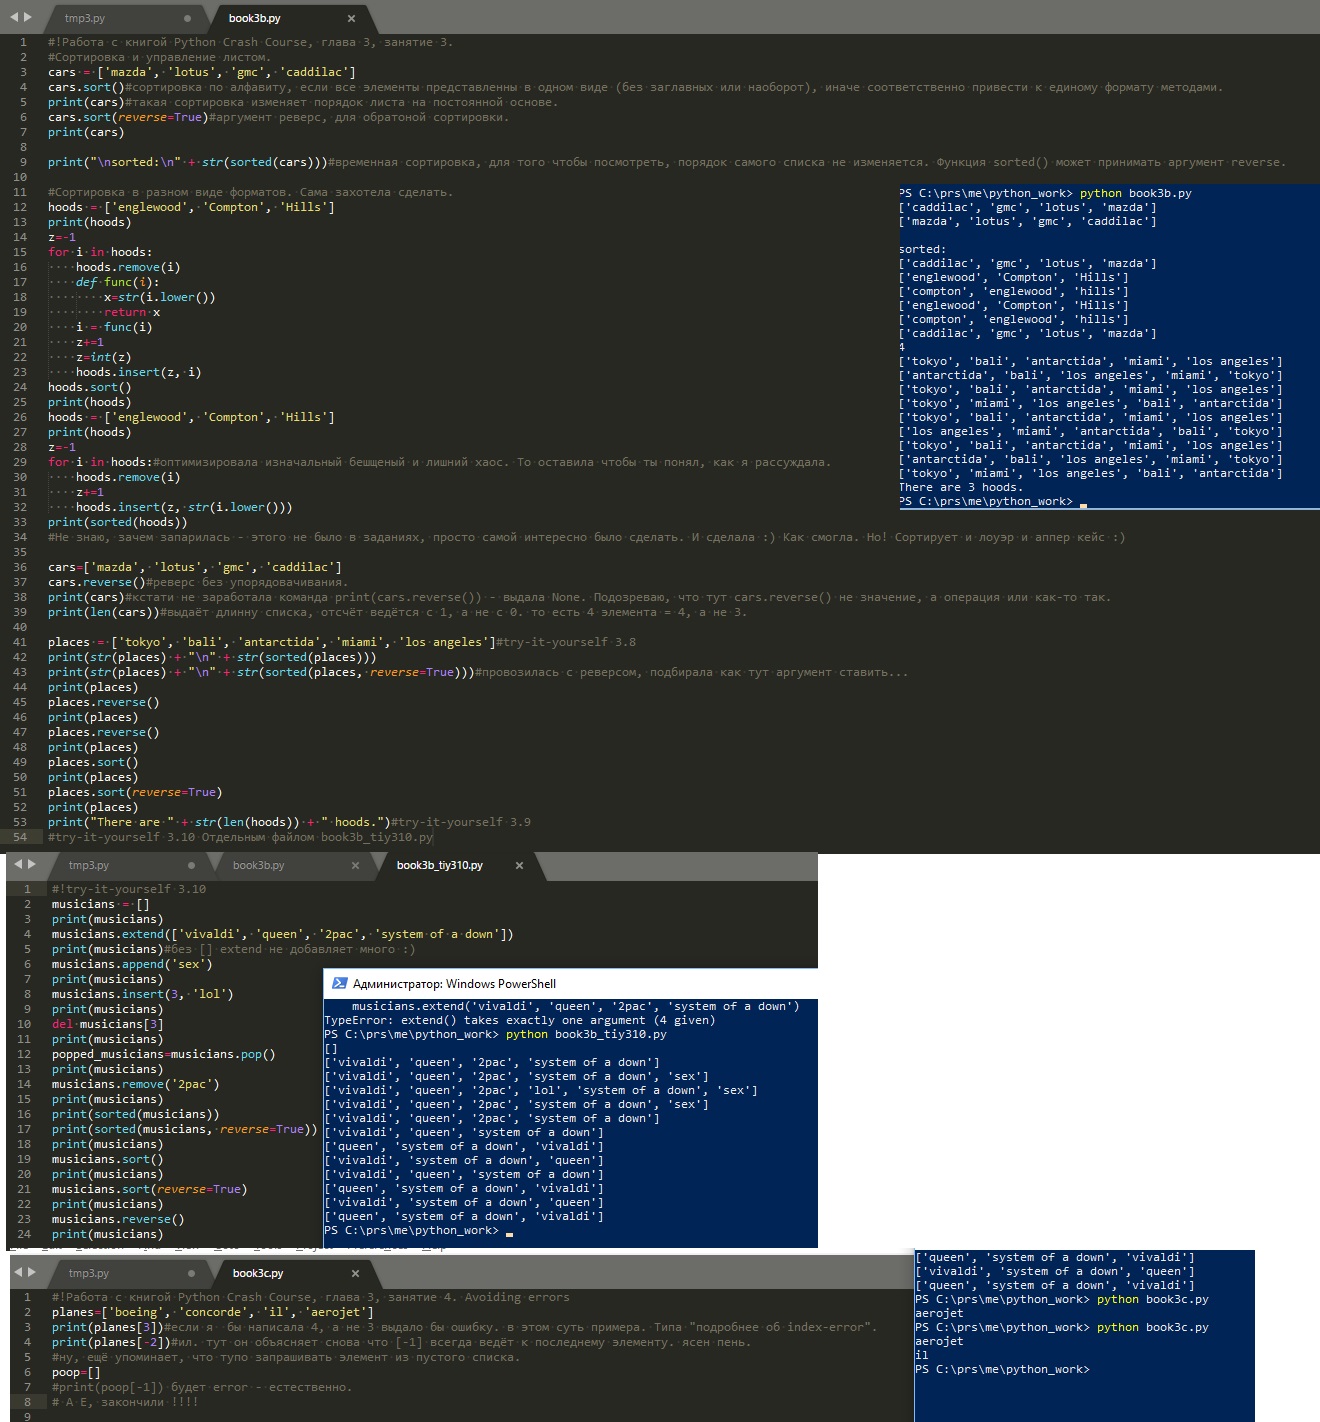 tmp3.py book3b.py
1 #!Работа с книгой Python Crash Course, глава 3, занятие 3.
2 #Сортировка и управление листом.
3 cars = ['mazda', 'lotus', 'gmc', 'caddilac']
4 cars.sort()#сортировка по алфавиту, если все элементы представленны в одном виде (без заглавных или наоборот), иначе соответственно привести к единому формату методами.
5 print(cars)#такая сортировка изменяет порядок листа на постоянной основе.
6 cars.sort(reverse=True)#аргумент реверс, для обратоной сортировки.
7 print(cars)
8
9 print("\nsorted:\n" + str(sorted(cars)))#временная сортировка, для того чтобы посмотреть, порядок самого списка не изменяется. Функция sorted() может принимать аргумент reverse.
10
11 #Сортировка в разном виде форматов. Сама захотела сделать.
12 hoods = ['englewood', 'Compton', 'Hills']
13 print(hoods)
14 z=-1
15 for i in hoods:
16     hoods.remove(i)
17     def func(i):
18         x=str(i.lower())
19         return x
20     i = func(i)
21     z+=1
22     z=int(z)
23     hoods.insert(z, i)
24 hoods.sort()
25 print(hoods)
26 hoods = ['englewood', 'Compton', 'Hills']
27 print(hoods)
28 z=-1
29 for i in hoods:#оптимизировала изначальный бешщеный и лишний хаос. То оставила чтобы ты понял, как я рассуждала.
30     hoods.remove(i)
31     z+=1
32     hoods.insert(z, str(i.lower()))
33 print(sorted(hoods))
34 #Не знаю, зачем запарилась - этого не было в заданиях, просто самой интересно было сделать. И сделала :) Как смогла. Но! Сортирует и лоуэр и аппер кейс :)
35
36 cars=['mazda', 'lotus', 'gmc', 'caddilac']
37 cars.reverse()#реверс без упорядовачивания.
38 print(cars)#кстати не заработала команда print(cars.reverse()) - выдала None. Подозреваю, что тут cars.reverse() не значение, а операция или как-то так.
39 print(len(cars))#выдаёт длинну списка, отсчёт ведётся с 1, а не с 0. то есть 4 элемента = 4, а не 3.
40
41 places = ['tokyo', 'bali', 'antarctida', 'miami', 'los angeles']#try-it-yourself 3.8
42 print(str(places) + "\n" + str(sorted(places)))
43 print(str(places) + "\n" + str(sorted(places, reverse=True)))#провозилась с реверсом, подбирала как тут аргумент ставить...
44 print(places)
45 places.reverse()
46 print(places)
47 places.reverse()
48 print(places)
49 places.sort()
50 print(places)
51 places.sort(reverse=True)
52 print(places)
53 print("There are " + str(len(hoods)) + " hoods.")#try-it-yourself 3.9
54 #try-it-yourself 3.10 Отдельным файлом book3b_tiy310.py
PS C:\prs\me\python_work> python book3b.py
['caddilac', 'gmc', 'lotus', 'mazda']
['mazda', 'lotus', 'gmc', 'caddilac']
sorted:
['caddilac', 'gmc', 'lotus', 'mazda']
['englewood', 'Compton', 'Hills']
['compton', 'englewood', 'hills']
['englewood', 'Compton', 'Hills']
['compton', 'englewood', 'hills']
['caddilac', 'gmc', 'lotus', 'mazda']
4
['tokyo', 'bali', 'antarctida', 'miami', 'los angeles']
['antarctida', 'bali', 'los angeles', 'miami', 'tokyo']
['tokyo', 'bali', 'antarctida', 'miami', 'los angeles']
['tokyo', 'miami', 'los angeles', 'bali', 'antarctida']
['tokyo', 'bali', 'antarctida', 'miami', 'los angeles']
['los angeles', 'miami', 'antarctida', 'bali', 'tokyo']
['tokyo', 'bali', 'antarctida', 'miami', 'los angeles']
['antarctida', 'bali', 'los angeles', 'miami', 'tokyo']
['tokyo', 'miami', 'los angeles', 'bali', 'antarctida']
There are 3 hoods.
PS C:\prs\me\python_work>
tmp3.py book3b.py book3b_tiy310.py
1 #!try-it-yourself 3.10
2 musicians = []
3 print(musicians)
4 musicians.extend(['vivaldi', 'queen', '2pac', 'system of a down'])
5 print(musicians)#без [] extend не добавляет много :)
6 musicians.append('sex')
7 print(musicians)
8 musicians.insert(3, 'lol')
9 print(musicians)
10 del musicians[3]
11 print(musicians)
12 popped_musicians=musicians.pop()
13 print(musicians)
14 musicians.remove('2pac')
15 print(musicians)
16 print(sorted(musicians))
17 print(sorted(musicians, reverse=True))
18 print(musicians)
19 musicians.sort()
20 print(musicians)
21 musicians.sort(reverse=True)
22 print(musicians)
23 musicians.reverse()
24 print(musicians)
Администратор: Windows PowerShell
musicians.extend('vivaldi', 'queen', '2pac', 'system of a down')
TypeError: extend() takes exactly one argument (4 given)
PS C:\prs\me\python_work> python book3b_tiy310.py
[]
['vivaldi', 'queen', '2pac', 'system of a down']
['vivaldi', 'queen', '2pac', 'system of a down', 'sex']
['vivaldi', 'queen', '2pac', 'lol', 'system of a down', 'sex']
['vivaldi', 'queen', '2pac', 'system of a down', 'sex']
['vivaldi', 'queen', '2pac', 'system of a down']
['vivaldi', 'queen', 'system of a down']
['queen', 'system of a down', 'vivaldi']
['vivaldi', 'system of a down', 'queen']
['vivaldi', 'queen', 'system of a down']
['queen', 'system of a down', 'vivaldi']
['vivaldi', 'system of a down', 'queen']
['queen', 'system of a down', 'vivaldi']
PS C:\prs\me\python_work>
tmp3.py book3c.py
1 #!Работа с книгой Python Crash Course, глава 3, занятие 4. Avoiding errors
2 planes=['boeing', 'concorde', 'il', 'aerojet']
3 print(planes[3])#если я  бы написала 4, а не 3 выдало бы ошибку. в этом суть примера. Типа "подробнее об index-error".
4 print(planes[-2])#ил. тут он объясняет снова что [-1] всегда ведёт к последнему элементу. ясен пень.
5 #ну, ещё упоминает, что тупо запрашивать элемент из пустого списка.
6 poop=[]
7 #print(poop[-1]) будет error - естественно.
8 # А Е, закончили !!!!
9
['queen', 'system of a down', 'vivaldi']
['vivaldi', 'system of a down', 'queen']
['queen', 'system of a down', 'vivaldi']
PS C:\prs\me\python_work> python book3c.py
aerojet
PS C:\prs\me\python_work> python book3c.py
aerojet
il
PS C:\prs\me\python_work>